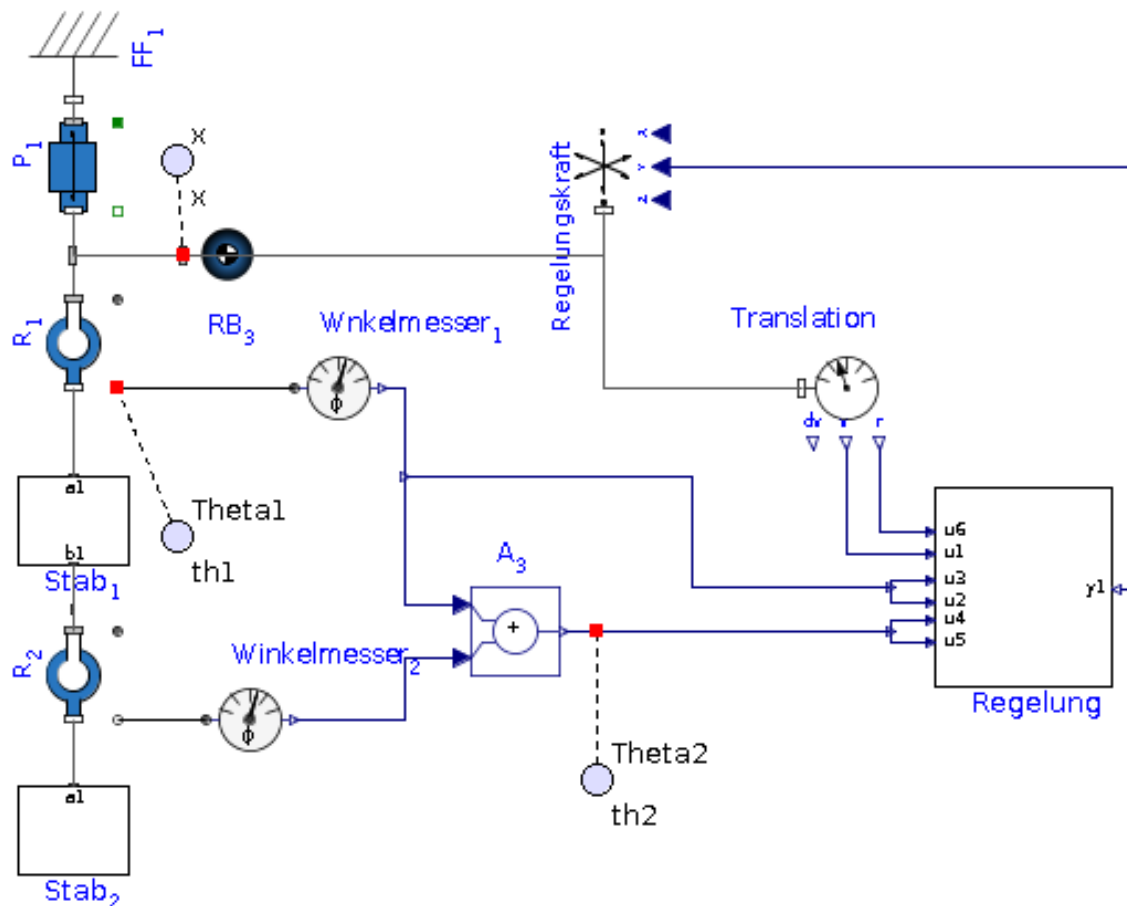 FF1
P1
x
x
x
y
z
Regelungskraft
R1
RB3
Wnkelmesser1
Translation
dv
v
r
φ
a1
b1
Stab1
Theta1
th1
A3
+
u6
u1
u3
u2
u4
u5
y1
Regelung
R2
Winkelmesser2
φ
Theta2
th2
a1
Stab2